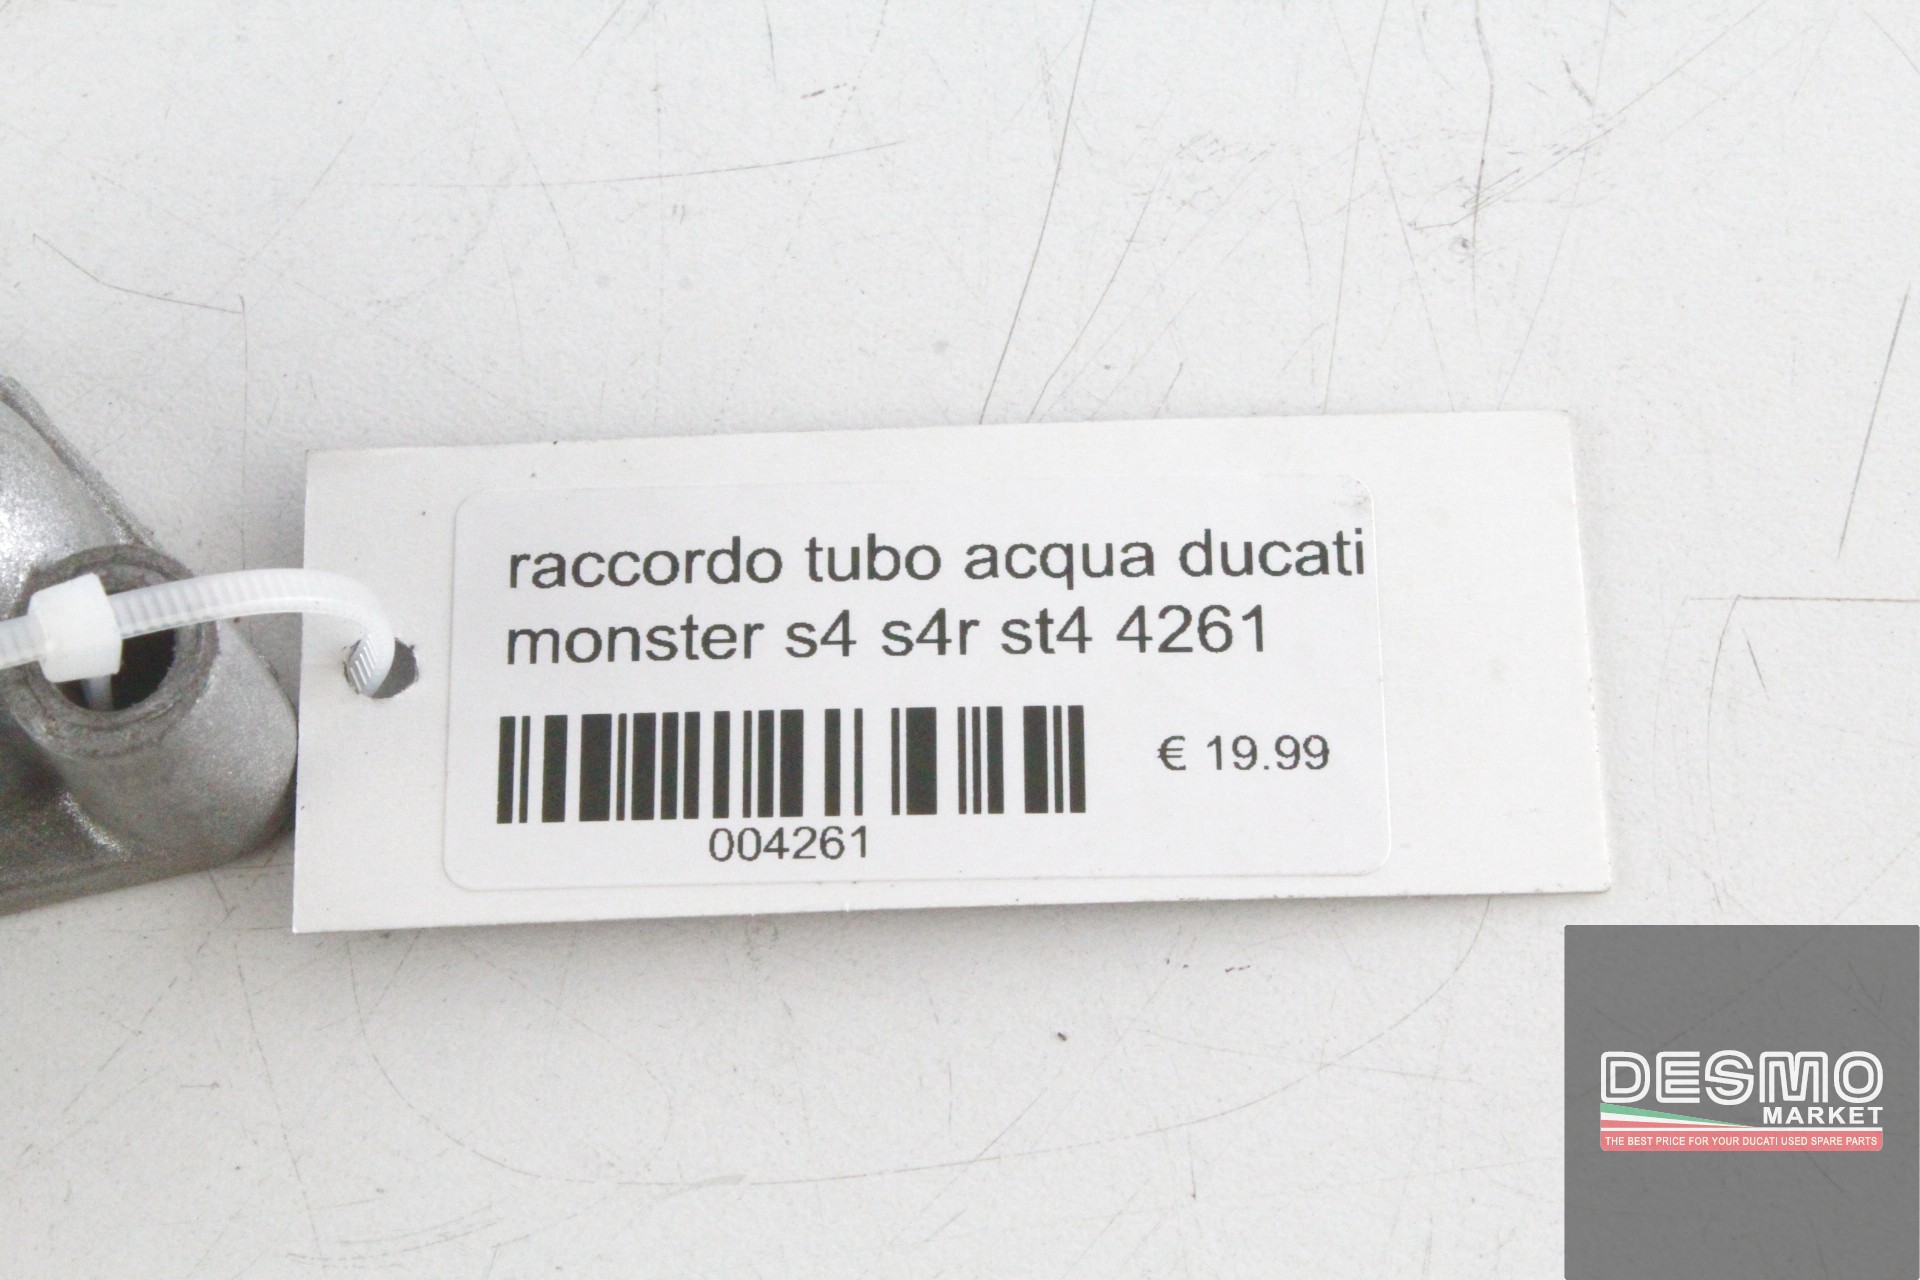 raccordo tubo acqua ducati
monster s4 s4r st4 4261
€ 19.99
004261
DESMO
MARKET
THE BEST PRICE FOR YOUR DUCATI USED SPARE PARTS